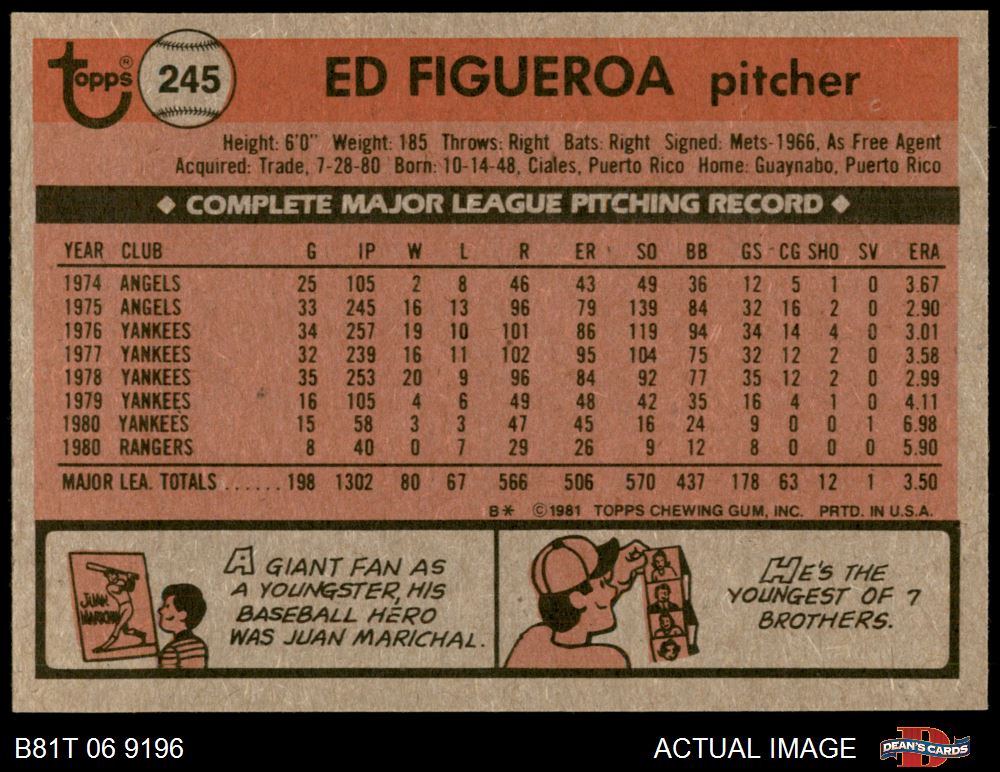 Topps® 245 ED FIGUEROA pitcher
Height: 6'0" Weight: 185 Throws: Right Bats: Right Signed: Mets-1966, As Free Agent
Acquired: Trade, 7-28-80 Born: 10-14-48, Ciales, Puerto Rico Home: Guaynabo, Puerto Rico
◆ COMPLETE MAJOR LEAGUE PITCHING RECORD ◆
YEAR CLUB G IP W L R ER SO BB GS CG SHO SV ERA
1974 ANGELS 25 105 2 8 46 43 49 36 12 5 1 0 3.67
1975 ANGELS 33 245 16 13 96 79 139 84 32 16 2 0 2.90
1976 YANKEES 34 257 19 10 101 86 119 94 34 14 4 0 3.01
1977 YANKEES 32 239 16 11 102 95 104 75 32 12 2 0 3.58
1978 YANKEES 35 253 20 9 96 84 92 77 35 12 2 0 2.99
1979 YANKEES 16 105 4 6 49 48 42 35 16 4 1 0 4.11
1980 YANKEES 15 58 3 3 47 45 16 24 9 0 0 1 6.98
1980 RANGERS 8 40 0 7 29 26 9 12 8 0 0 0 5.90
MAJOR LEA. TOTALS ...... 198 1302 80 67 566 506 570 437 178 63 12 1 3.50
B* ©1981 TOPPS CHEWING GUM, INC. PRTD. IN U.S.A.
JUAN
MARICHAL
A GIANT FAN AS
A YOUNGSTER, HIS
BASEBALL HERO
WAS JUAN MARICHAL.
HE'S THE
YOUNGEST OF 7
BROTHERS.
B81T 06 9196 ACTUAL IMAGE DEAN'S CARDS